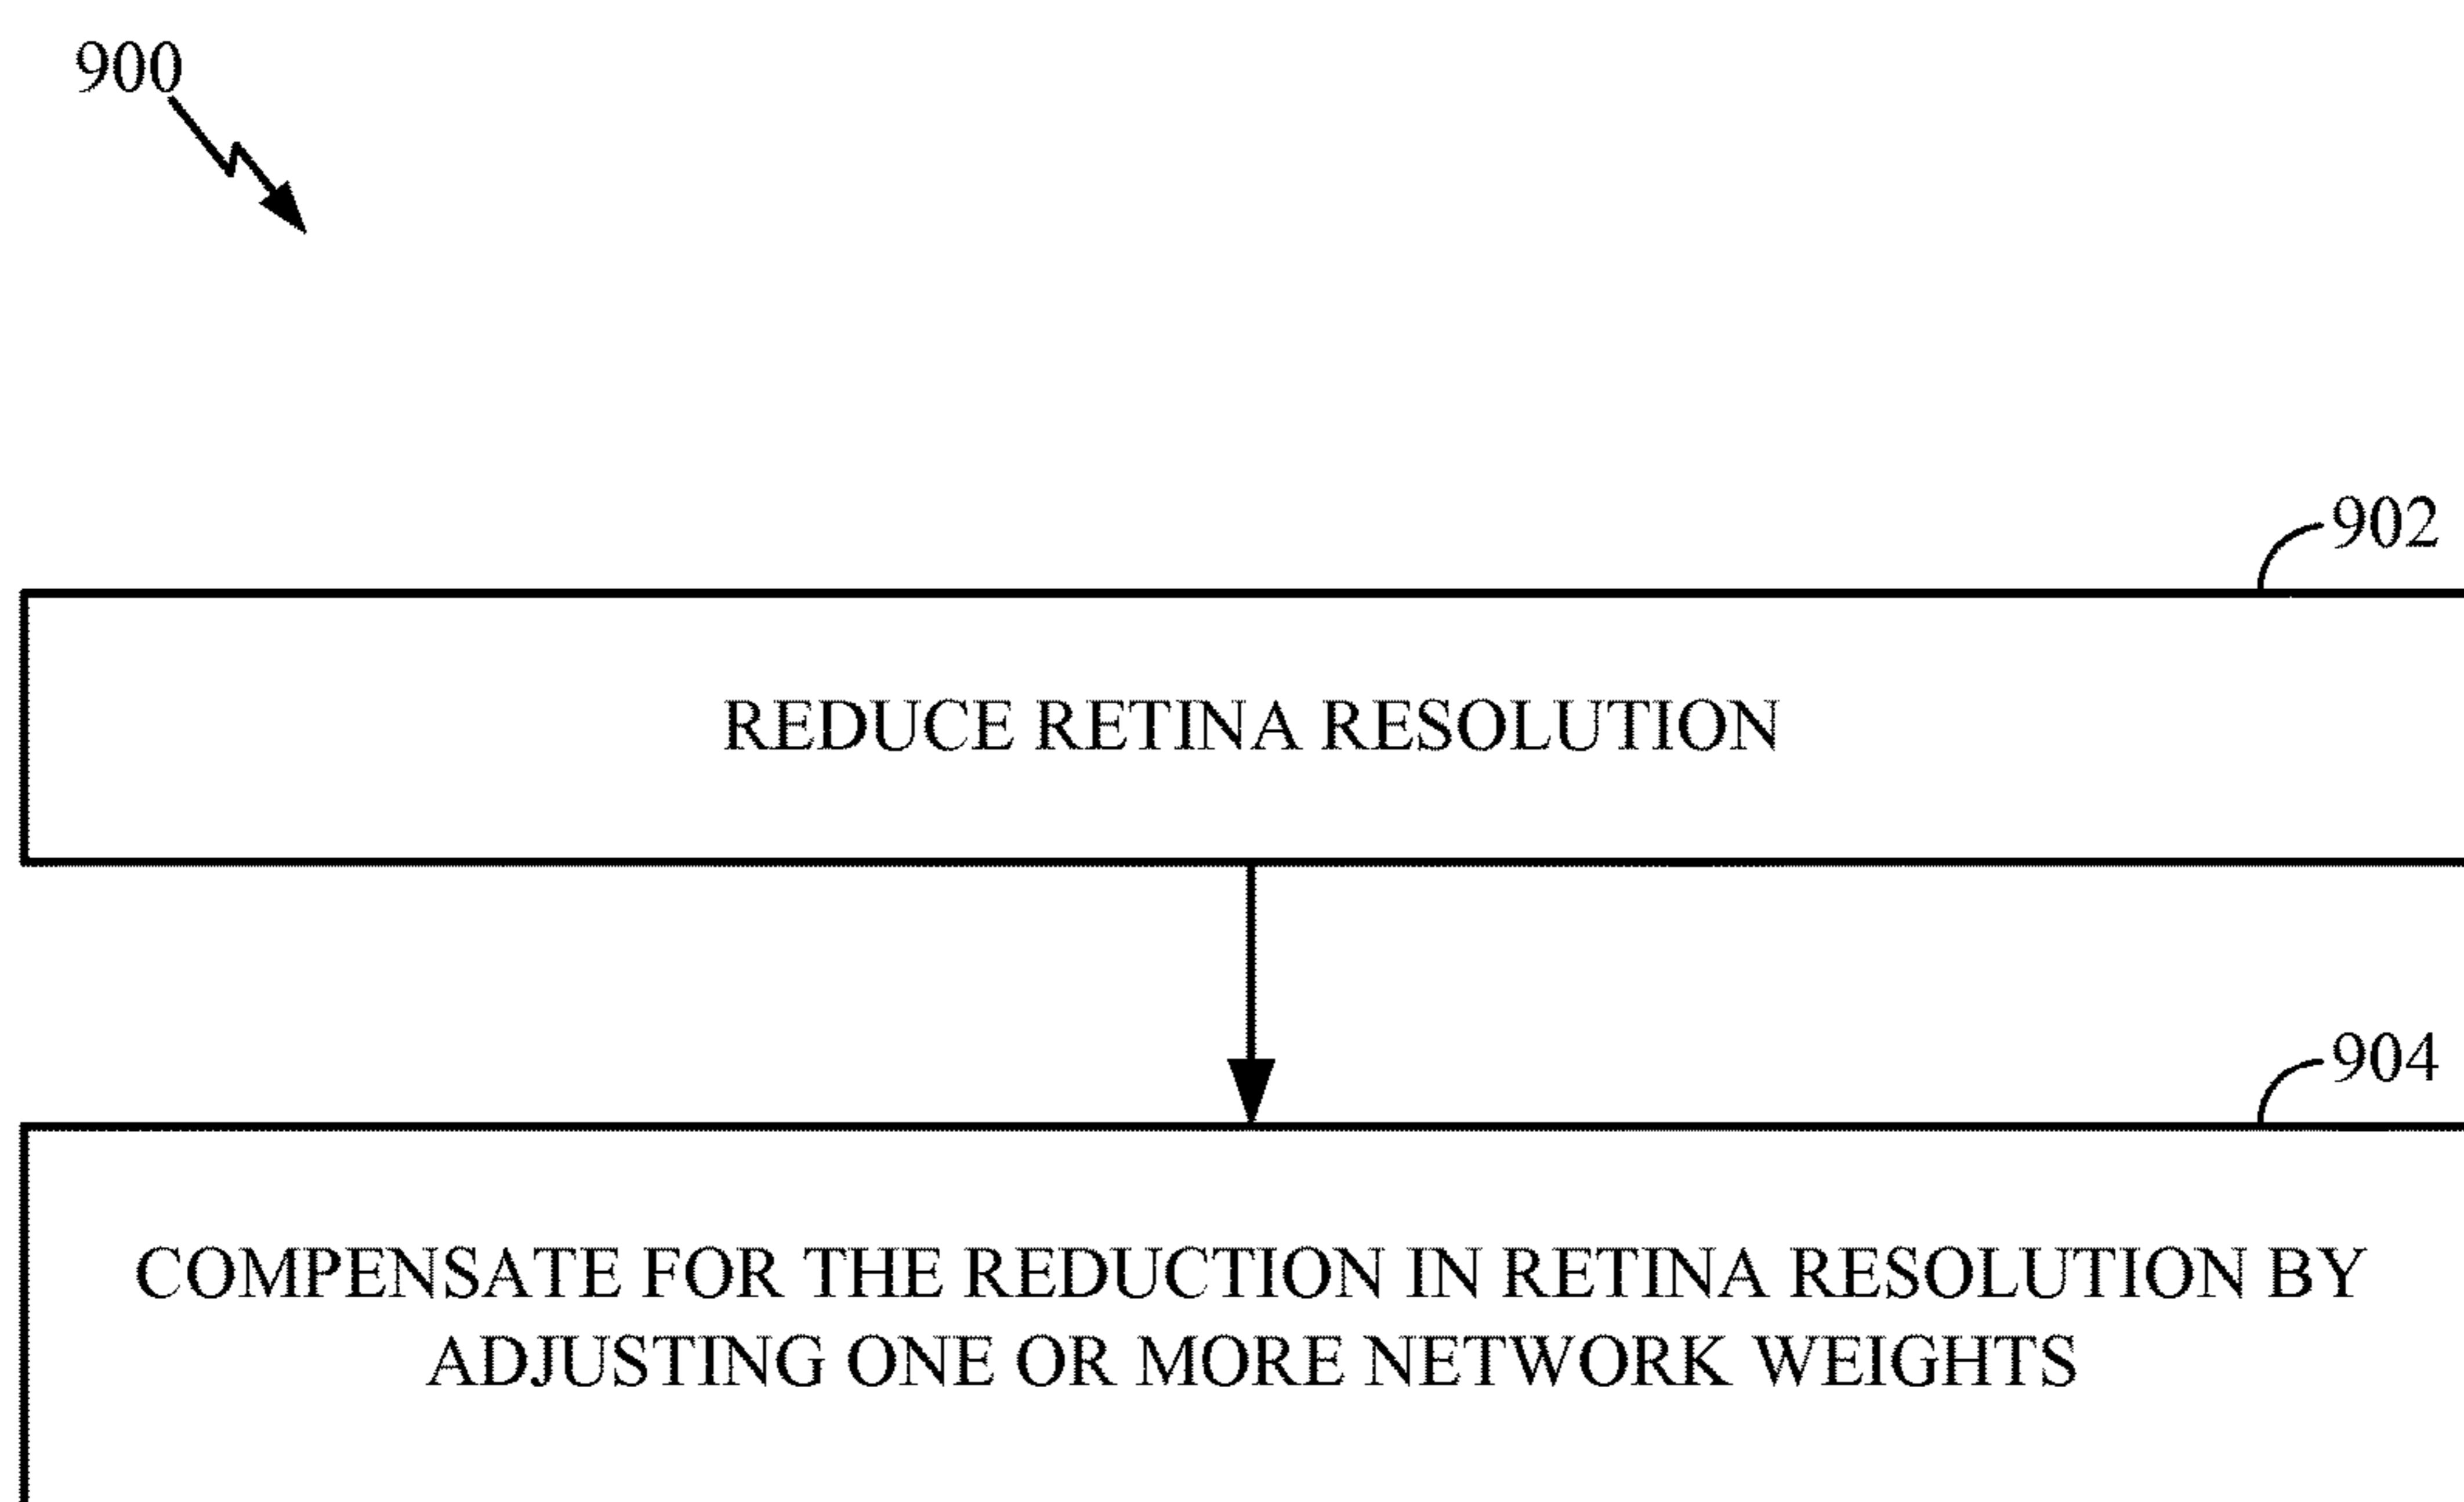 900
902
REDUCE RETINA RESOLUTION
904
COMPENSATE FOR THE REDUCTION IN RETINA RESOLUTION BY
ADJUSTING ONE OR MORE NETWORK WEIGHTS